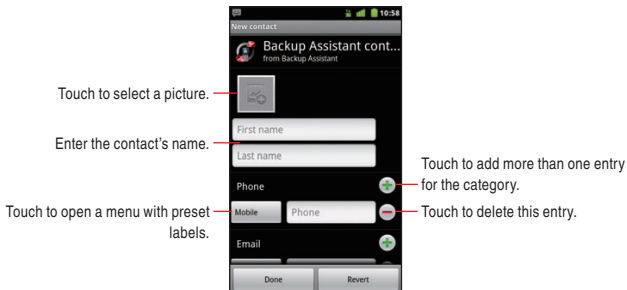 10:58
New contact
Backup Assistant cont...
from Backup Assistant
Touch to select a picture.
First name
Enter the contact's name.
Last name
Touch to add more than one entry
for the category.
Phone
Touch to open a menu with preset
labels.
Mobile
Phone
Touch to delete this entry.
Email
Done
Revert